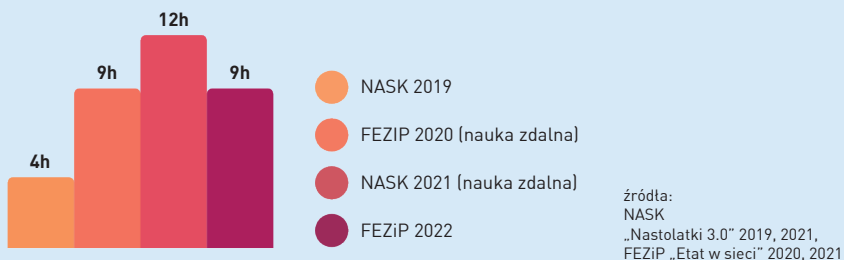 12h
9h
9h
4h
NASK 2019
FEZIP 2020 (nauka zdalna)
NASK 2021 (nauka zdalna)
FEZiP 2022
źródła:
NASK
„Nastolatki 3.0” 2019, 2021,
FEZiP „Etat w sieci” 2020, 2021